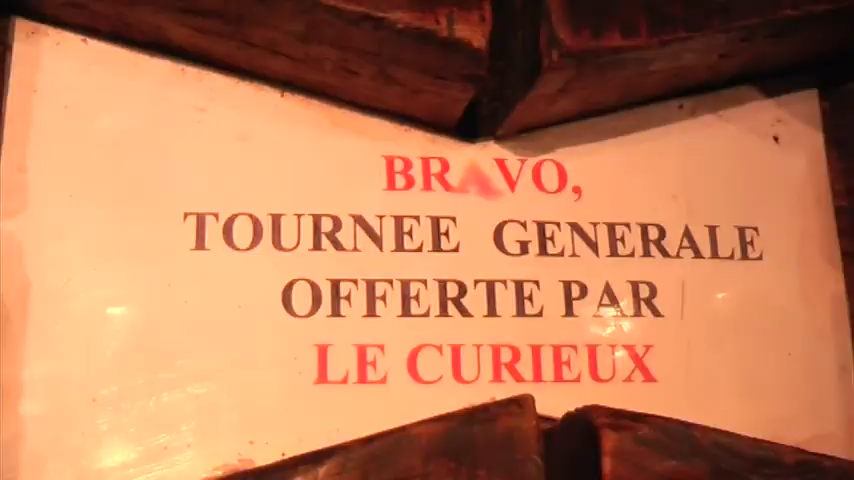 BRAVO,
TOURNEE GENERALE
OFFERTE PAR
LE CURIEUX